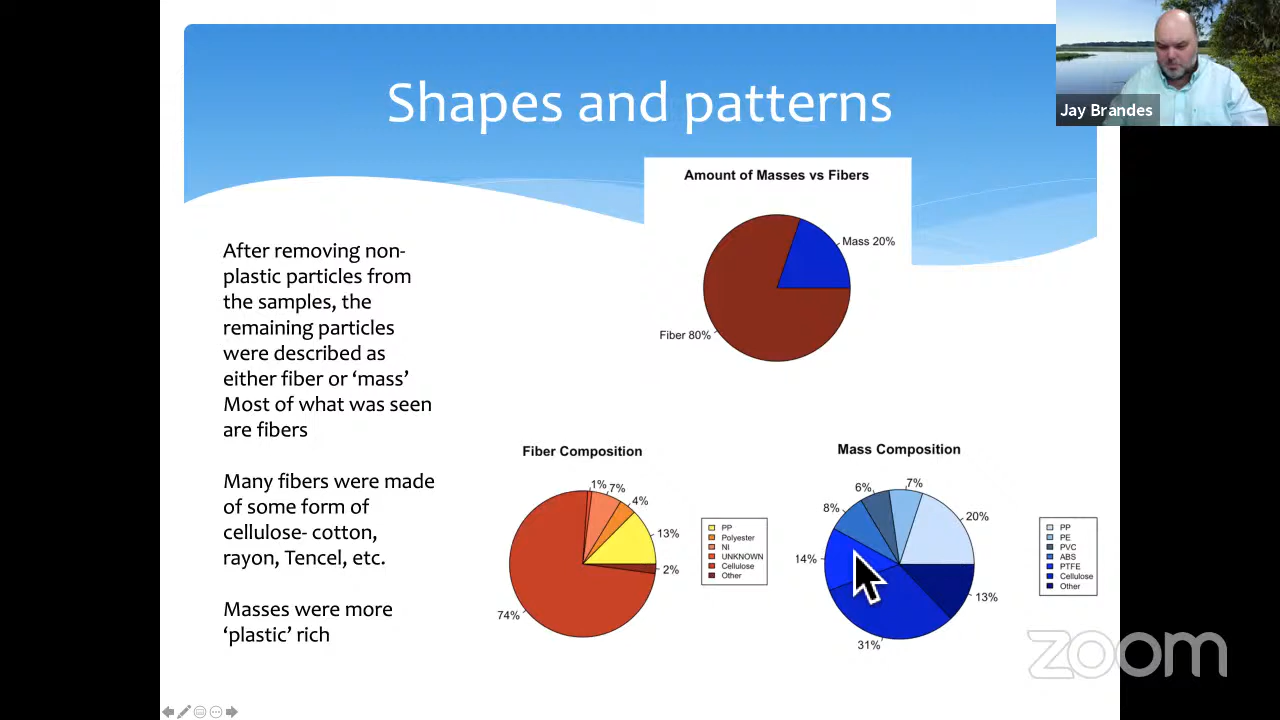 Shapes and patterns
Jay Brandes
After removing non-
plastic particles from
the samples, the
remaining particles
were described as
either fiber or ‘mass’
Most of what was seen
are fibers
Many fibers were made
of some form of
cellulose- cotton,
rayon, Tencel, etc.
Masses were more
‘plastic’ rich
Amount of Masses vs Fibers
Mass 20%
Fiber 80%
Fiber Composition
1%
7%
4%
13%
2%
74%
PP
Polyester
NI
UNKNOWN
Cellulose
Other
Mass Composition
6%
7%
8%
20%
14%
13%
31%
PP
PE
PVC
ABS
PTFE
Cellulose
Other
zoom